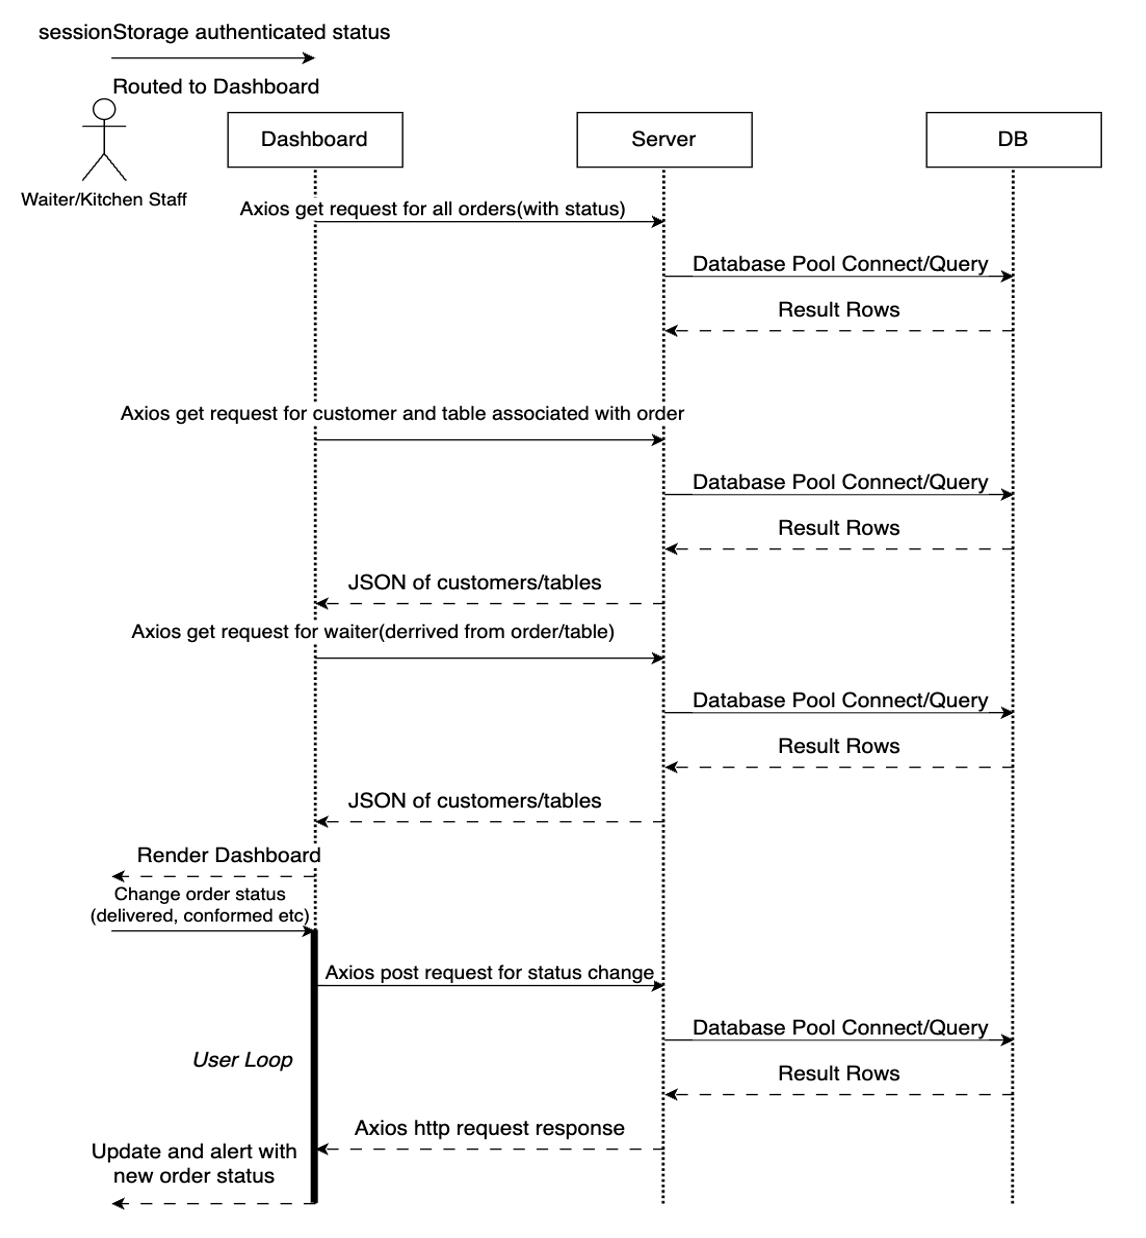 sessionStorage authenticated status
Routed to Dashboard
Waiter/Kitchen Staff
Dashboard
Server
DB
Axios get request for all orders(with status)
Database Pool Connect/Query
Result Rows
Axios get request for customer and table associated with order
Database Pool Connect/Query
Result Rows
JSON of customers/tables
Axios get request for waiter(derrived from order/table)
Database Pool Connect/Query
Result Rows
JSON of customers/tables
Render Dashboard
Change order status
(delivered, conformed etc)
Axios post request for status change
Database Pool Connect/Query
User Loop
Result Rows
Axios http request response
Update and alert with
new order status